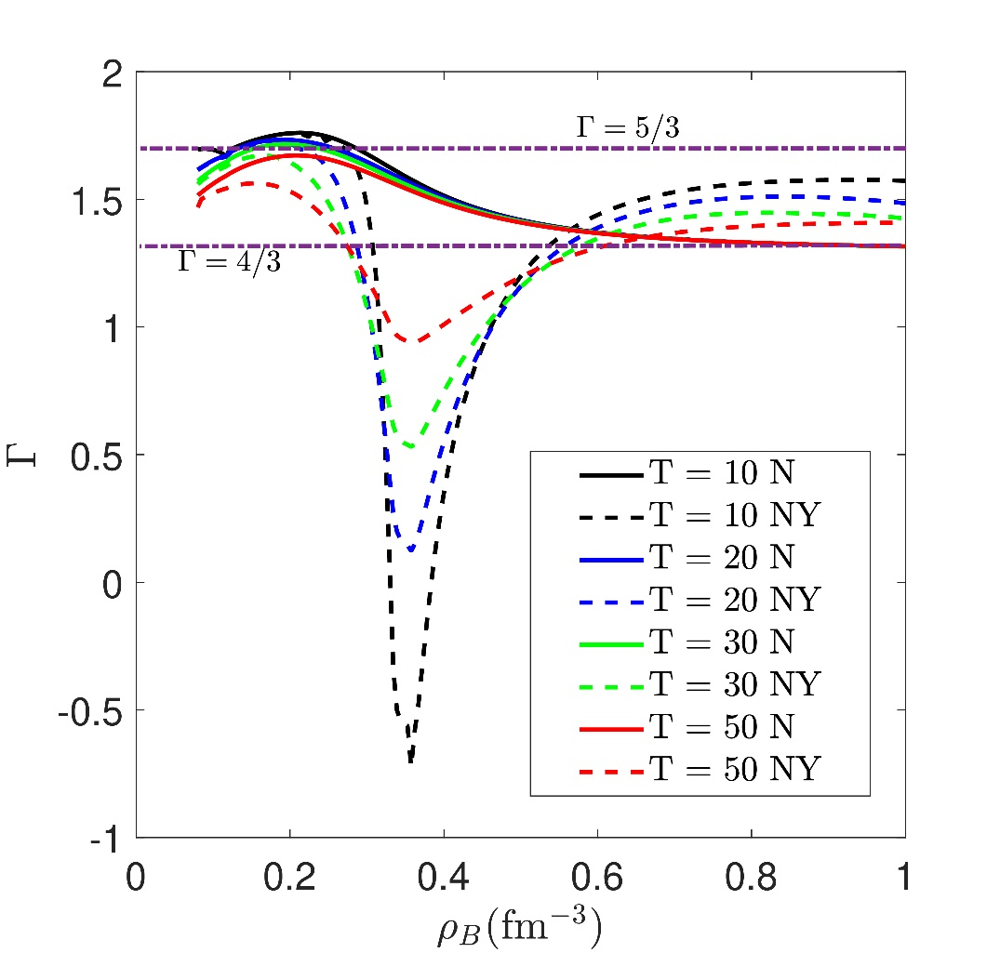 2
Γ = 5/3
1.5
Γ = 4/3
1
Γ
0.5
T = 10 N
T = 10 NY
T = 20 N
0
T = 20 NY
T = 30 N
T = 30 NY
-0.5
T = 50 N
T = 50 NY
-1
0 0.2 0.4 0.6 0.8 1
ρ_B(fm⁻³)